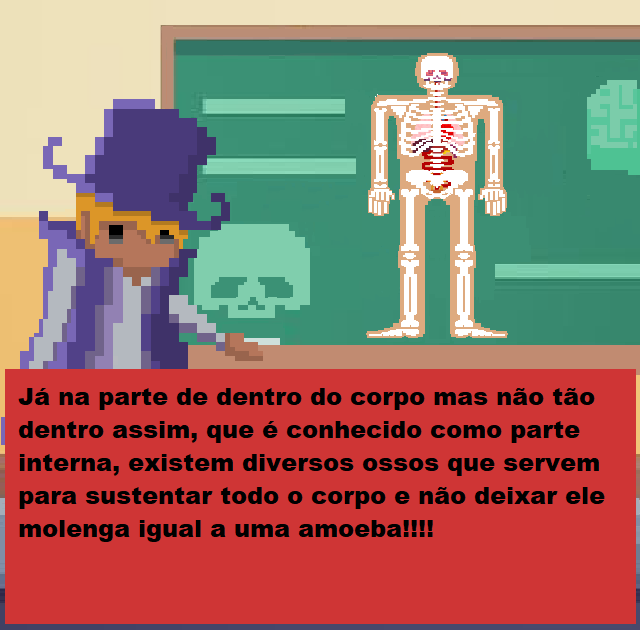 Já na parte de dentro do corpo mas não tão
dentro assim, que é conhecido como parte
interna, existem diversos ossos que servem
para sustentar todo o corpo e não deixar ele
molenga igual a uma amoeba!!!!